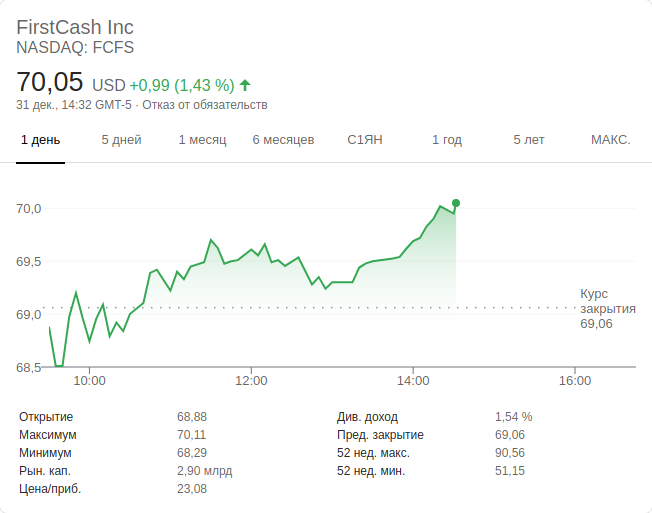 FirstCash Inc
NASDAQ: FCFS
70,05 USD +0,99 (1,43 %)
31 дек., 14:32 GMT-5 · Отказ от обязательств
1 день 5 дней 1 месяц 6 месяцев С1ЯН 1 год 5 лет МАКС.
70,0
69,5
69,0
68,5
Курс
закрытия
69,06
10:00 12:00 14:00 16:00
Открытие 68,88 Див. доход 1,54 %
Максимум 70,11 Пред. закрытие 69,06
Минимум 68,29 52 нед. макс. 90,56
Рын. кап. 2,90 млрд 52 нед. мин. 51,15
Цена/приб. 23,08